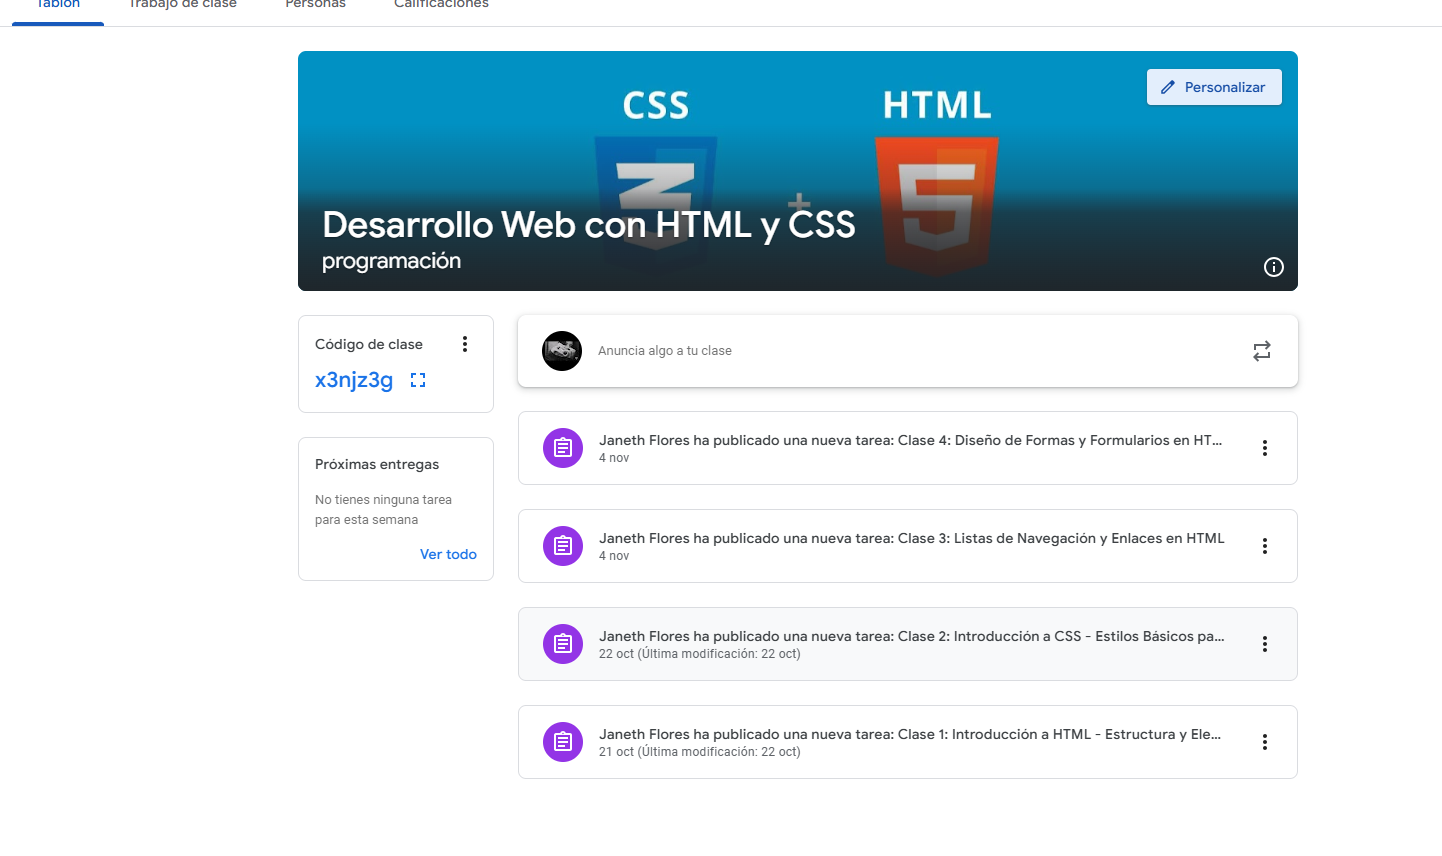 Tablón
Trabajo de clase
Personas
Calificaciones
CSS
HTML
Personalizar
3
5
+
Desarrollo Web con HTML y CSS
programación
Código de clase
x3njz3g
Anuncia algo a tu clase
Próximas entregas
No tienes ninguna tarea
para esta semana
Ver todo
Janeth Flores ha publicado una nueva tarea: Clase 4: Diseño de Formas y Formularios en HT...
4 nov
Janeth Flores ha publicado una nueva tarea: Clase 3: Listas de Navegación y Enlaces en HTML
4 nov
Janeth Flores ha publicado una nueva tarea: Clase 2: Introducción a CSS - Estilos Básicos pa...
22 oct (Última modificación: 22 oct)
Janeth Flores ha publicado una nueva tarea: Clase 1: Introducción a HTML - Estructura y Ele...
21 oct (Última modificación: 22 oct)